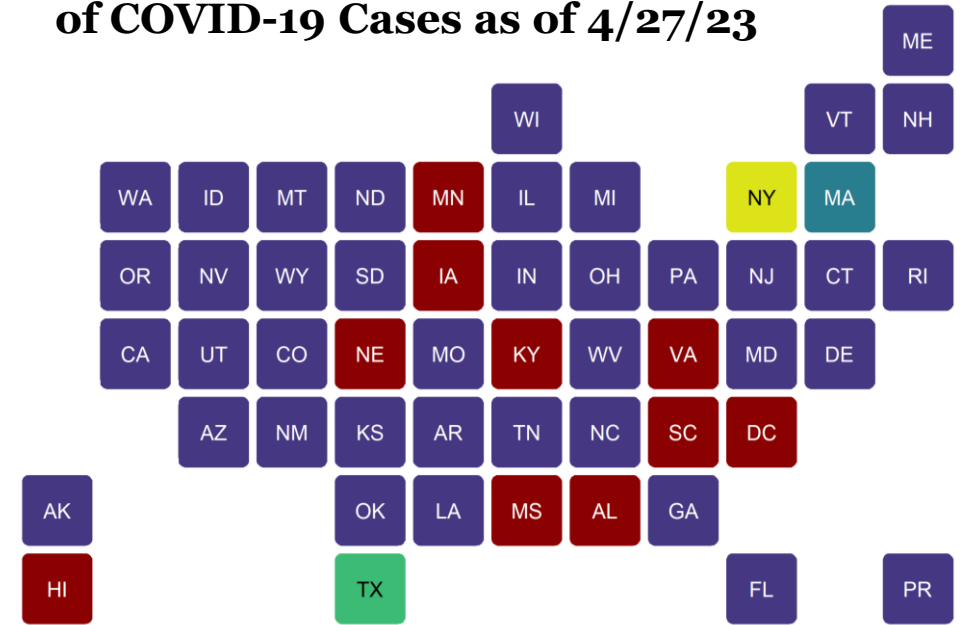 of COVID-19 Cases as of 4/27/23
ME
WI VT NH
WA ID MT ND MN IL MI NY MA
OR NV WY SD IA IN OH PA NJ CT RI
CA UT CO NE MO KY WV VA MD DE
AZ NM KS AR TN NC SC DC
AK OK LA MS AL GA
HI TX FL PR